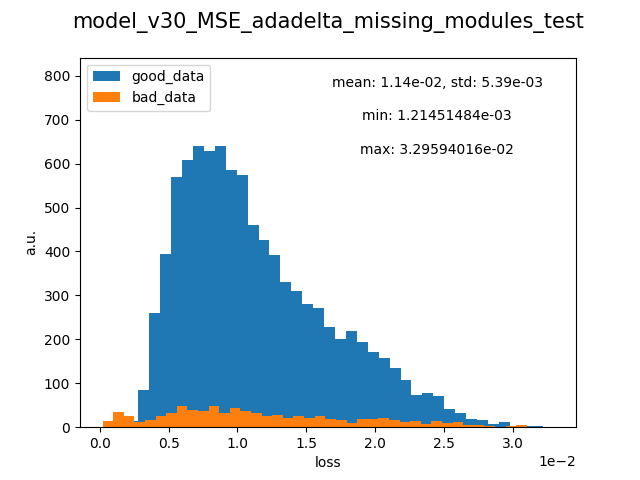 model_v30_MSE_adadelta_missing_modules_test
good_data
bad_data
mean: 1.14e-02, std: 5.39e-03
min: 1.21451484e-03
max: 3.29594016e-02
800
700
600
500
400
300
200
100
0
a.u.
0.0 0.5 1.0 1.5 2.0 2.5 3.0
1e−2
loss